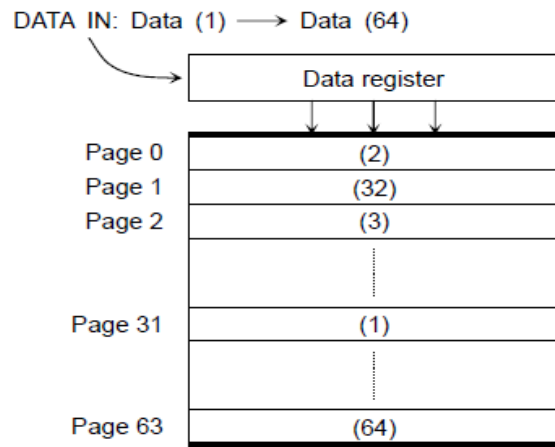 DATA IN: Data (1) ⟶ Data (64)
Data register
Page 0 (2)
Page 1 (32)
Page 2 (3)
Page 31 (1)
Page 63 (64)